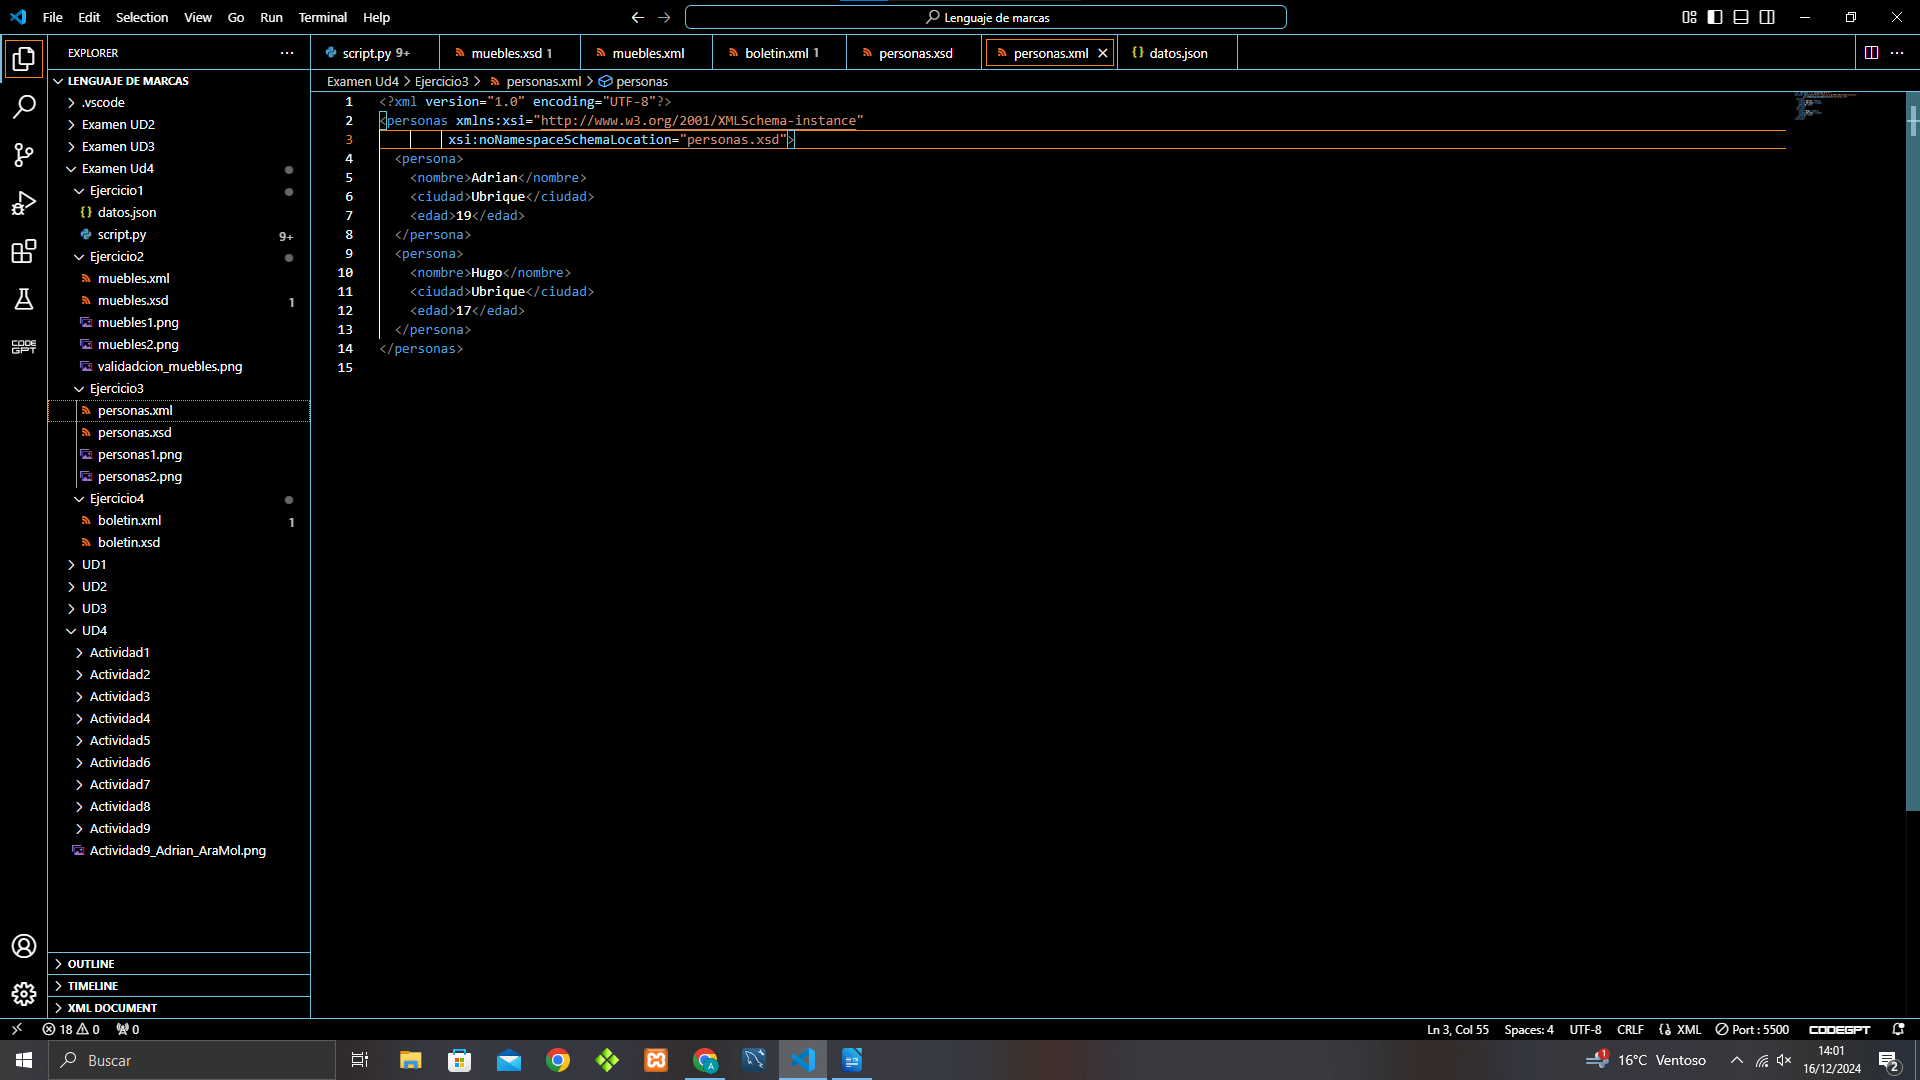 File Edit Selection View Go Run Terminal Help
Lenguaje de marcas
EXPLORER
script.py 9+
muebles.xsd 1
muebles.xml
boletin.xml 1
personas.xsd
personas.xml
datos.json
LENGUAJE DE MARCAS
.vscode
Examen UD2
Examen UD3
Examen Ud4
Ejercicio1
datos.json
script.py 9+
Ejercicio2
muebles.xml
muebles.xsd 1
muebles1.png
muebles2.png
validadcion_muebles.png
Ejercicio3
personas.xml
personas.xsd
personas1.png
personas2.png
Ejercicio4
boletin.xml 1
boletin.xsd
UD1
UD2
UD3
UD4
Actividad1
Actividad2
Actividad3
Actividad4
Actividad5
Actividad6
Actividad7
Actividad8
Actividad9
Actividad9_Adrian_AraMol.png
OUTLINE
TIMELINE
XML DOCUMENT
CODE
GPT
Examen Ud4 > Ejercicio3 > personas.xml > personas
1 <?xml version="1.0" encoding="UTF-8"?>
2 <personas xmlns:xsi="http://www.w3.org/2001/XMLSchema-instance"
3 xsi:noNamespaceSchemaLocation="personas.xsd">
4 <persona>
5 <nombre>Adrian</nombre>
6 <ciudad>Ubrique</ciudad>
7 <edad>19</edad>
8 </persona>
9 <persona>
10 <nombre>Hugo</nombre>
11 <ciudad>Ubrique</ciudad>
12 <edad>17</edad>
13 </persona>
14 </personas>
15
18 0 0
Ln 3, Col 55 Spaces: 4 UTF-8 CRLF XML Port : 5500 CODEGPT
Buscar
A
1
16°C Ventoso
14:01
16/12/2024
2